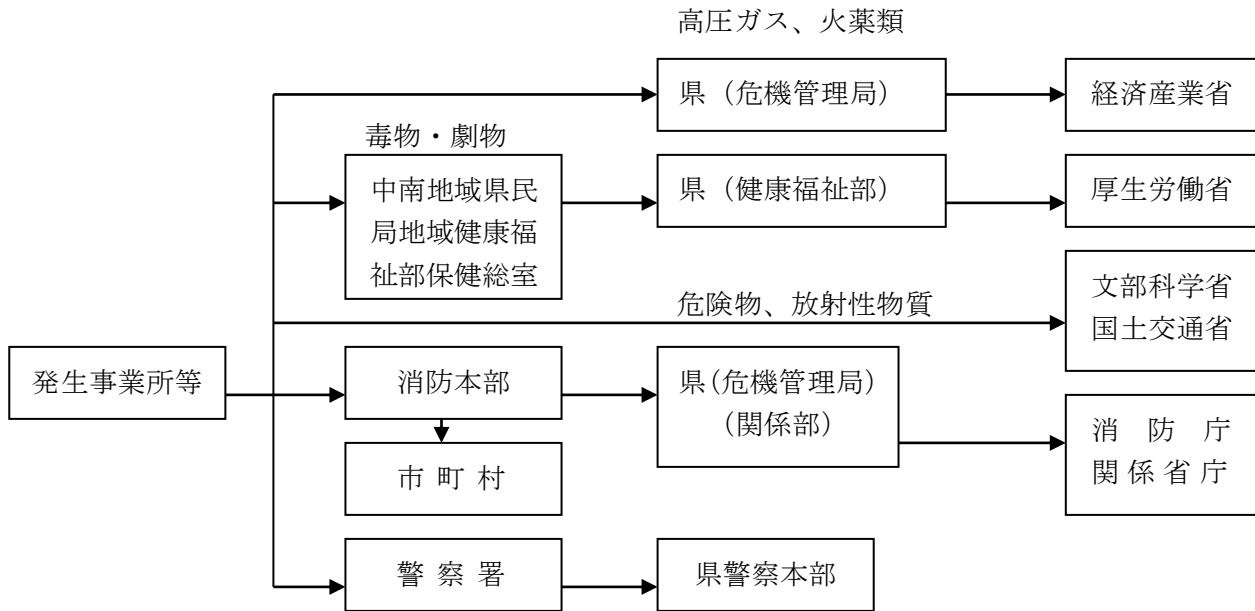 高圧ガス、火薬類
県（危機管理局）
経済産業省
毒物・劇物
中南地域県民
局地域健康福
祉部保健総室
県（健康福祉部）
厚生労働省
危険物、放射性物質
文部科学省
国土交通省
発生事業所等
消防本部
県(危機管理局)
（関係部）
消　防　庁
関 係 省 庁
市 町 村
警 察 署
県警察本部